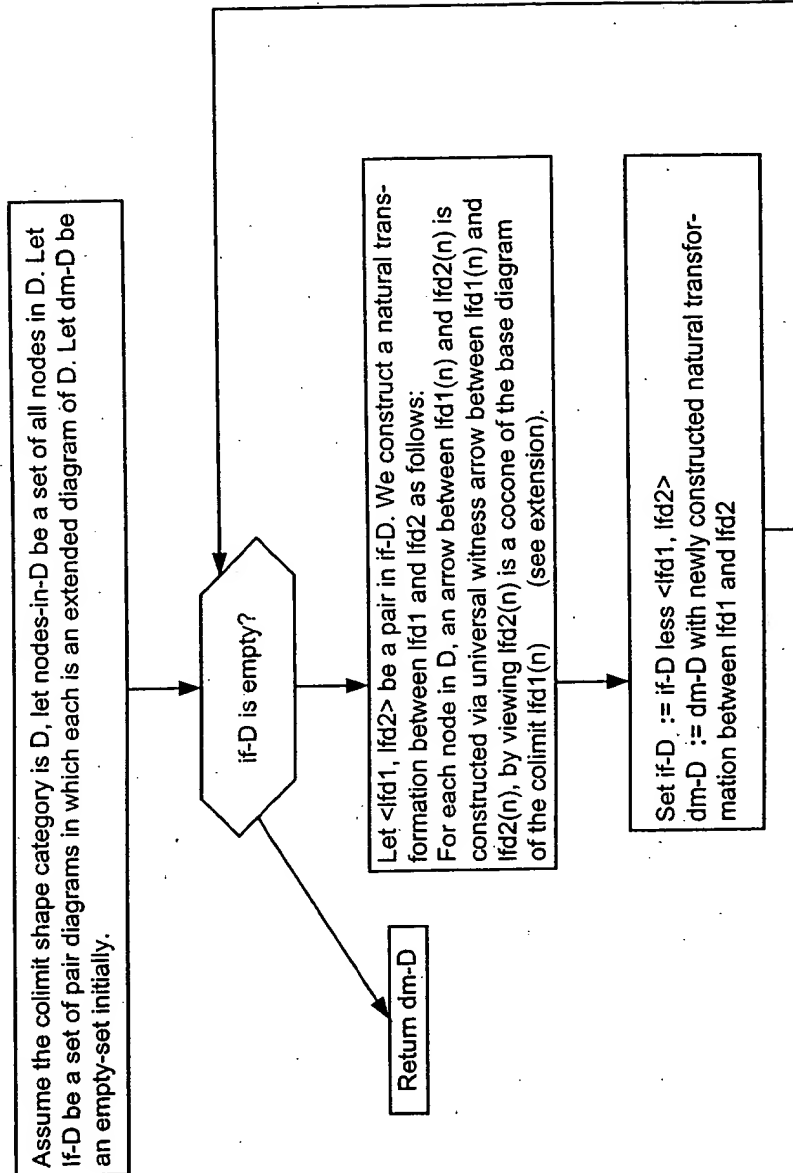 Assume the colimit shape category is D, let nodes-in-D be a set of all nodes in D. Let
If-D be a set of pair diagrams in which each is an extended diagram of D. Let dm-D be
an empty-set initially.
if-D is empty?
Return dm-D
Let <lfd1, lfd2> be a pair in if-D. We construct a natural trans-
formation between lfd1 and lfd2 as follows:
For each node in D, an arrow between lfd1(n) and lfd2(n) is
constructed via universal witness arrow between lfd1(n) and
lfd2(n), by viewing lfd2(n) is a cocone of the base diagram
of the colimit lfd1(n) (see extension).
Set if-D := if-D less <lfd1, lfd2>
dm-D := dm-D with newly constructed natural transfor-
mation between lfd1 and lfd2